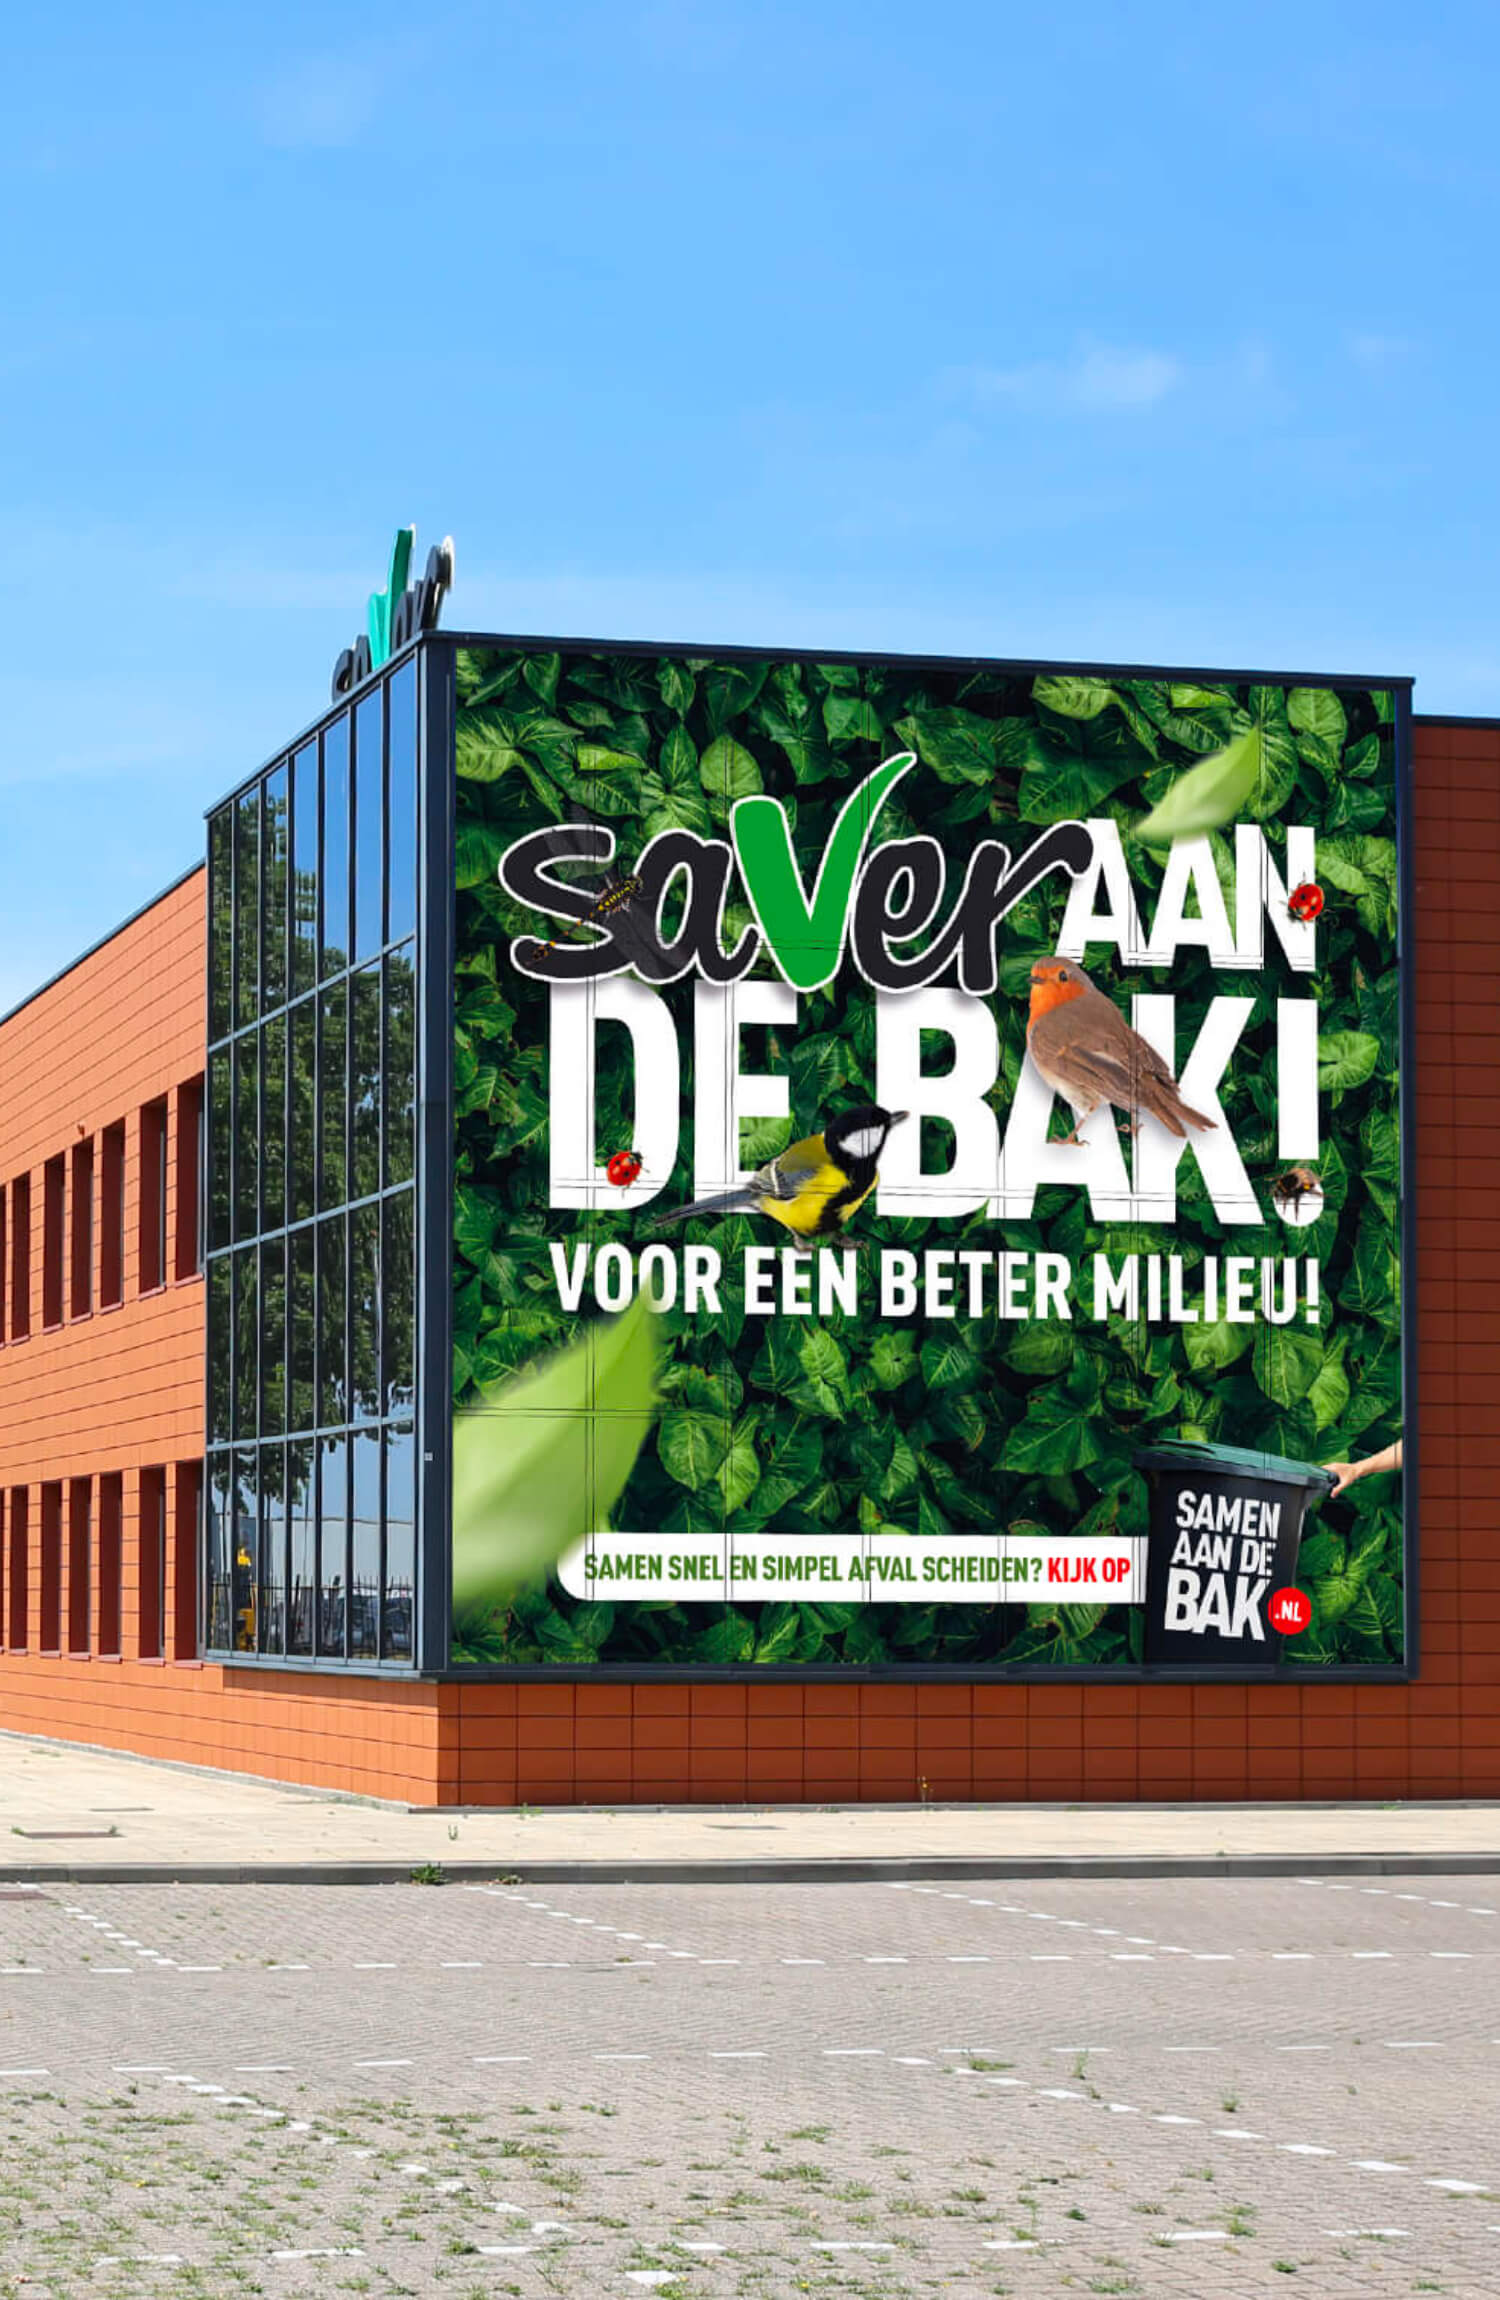 saver
saver AAN
DE BAK!
VOOR EEN BETER MILIEU!
SAMEN SNEL EN SIMPEL AFVAL SCHEIDEN? KIJK OP
SAMEN
AAN DE
BAK .NL